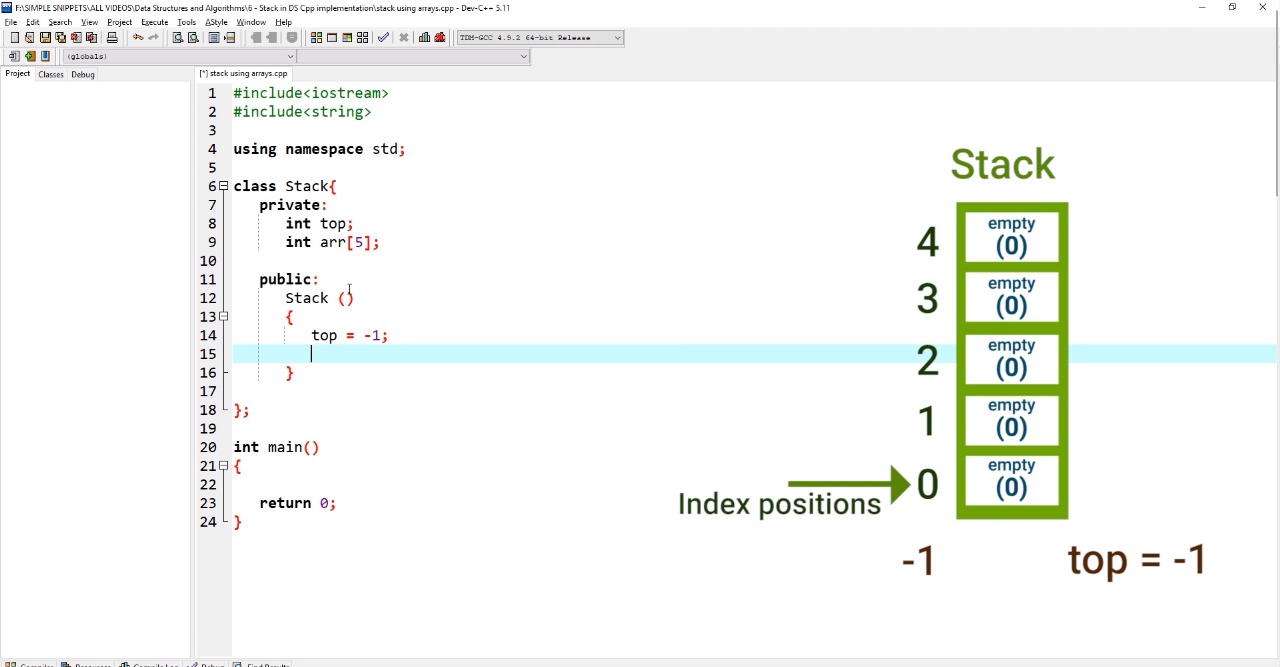 F:\SIMPLE SNIPPETS\ALL VIDEOS\Data Structures and Algorithms\6 - Stack in DS Cpp implementation\stack using arrays.cpp - Dev-C++ 5.11
File Edit Search View Project Execute Tools AStyle Window Help
TDM-GCC 4.9.2 64-bit Release
(globals)
Project Classes Debug
[*] stack using arrays.cpp
1 #include<iostream>
2 #include<string>
3
4 using namespace std;
5
6 class Stack{
7 private:
8 int top;
9 int arr[5];
10
11 public:
12 Stack ()
13 {
14 top = -1;
15
16 }
17
18 };
19
20 int main()
21 {
22
23 return 0;
24 }
Stack
4 empty
(0)
3 empty
(0)
2 empty
(0)
1 empty
(0)
0 empty
(0)
Index positions
-1
top = -1
Compiler Resources Compile Log Debug Find Results